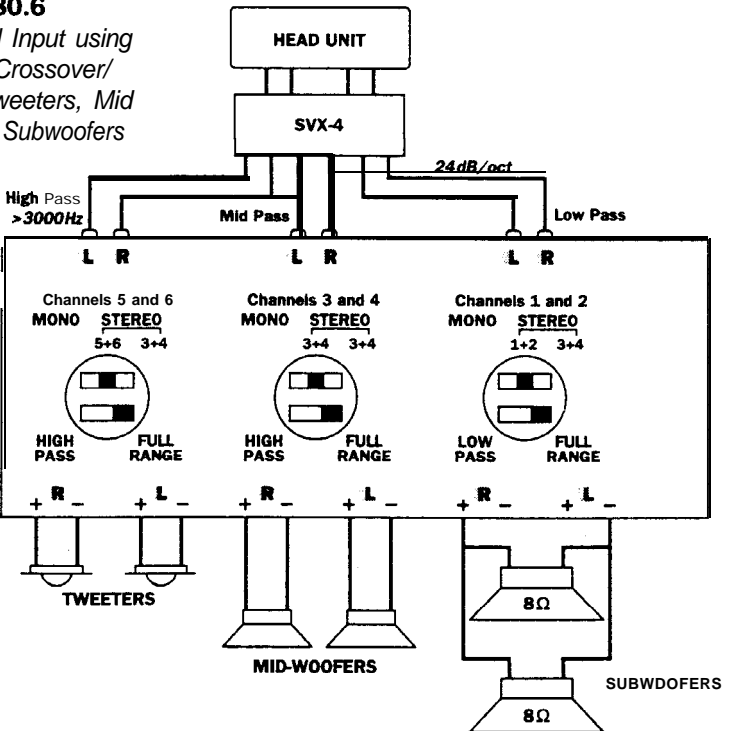 30.6
Input using
Crossover/
weeters, Mid
Subwoofers
HEAD UNIT
SVX-4
24dB/oct
High Pass
>3000Hz
Mid Pass
Low Pass
L R
L R
L R
Channels 5 and 6
MONO STEREO
5+6 3+4
HIGH PASS
FULL RANGE
Channels 3 and 4
MONO STEREO
3+4 3+4
HIGH PASS
FULL RANGE
Channels 1 and 2
MONO STEREO
1+2 3+4
LOW PASS
FULL RANGE
+ R − + L −
+ R − + L −
+ R − + L −
TWEETERS
MID-WOOFERS
8Ω
SUBWDOFERS
8Ω